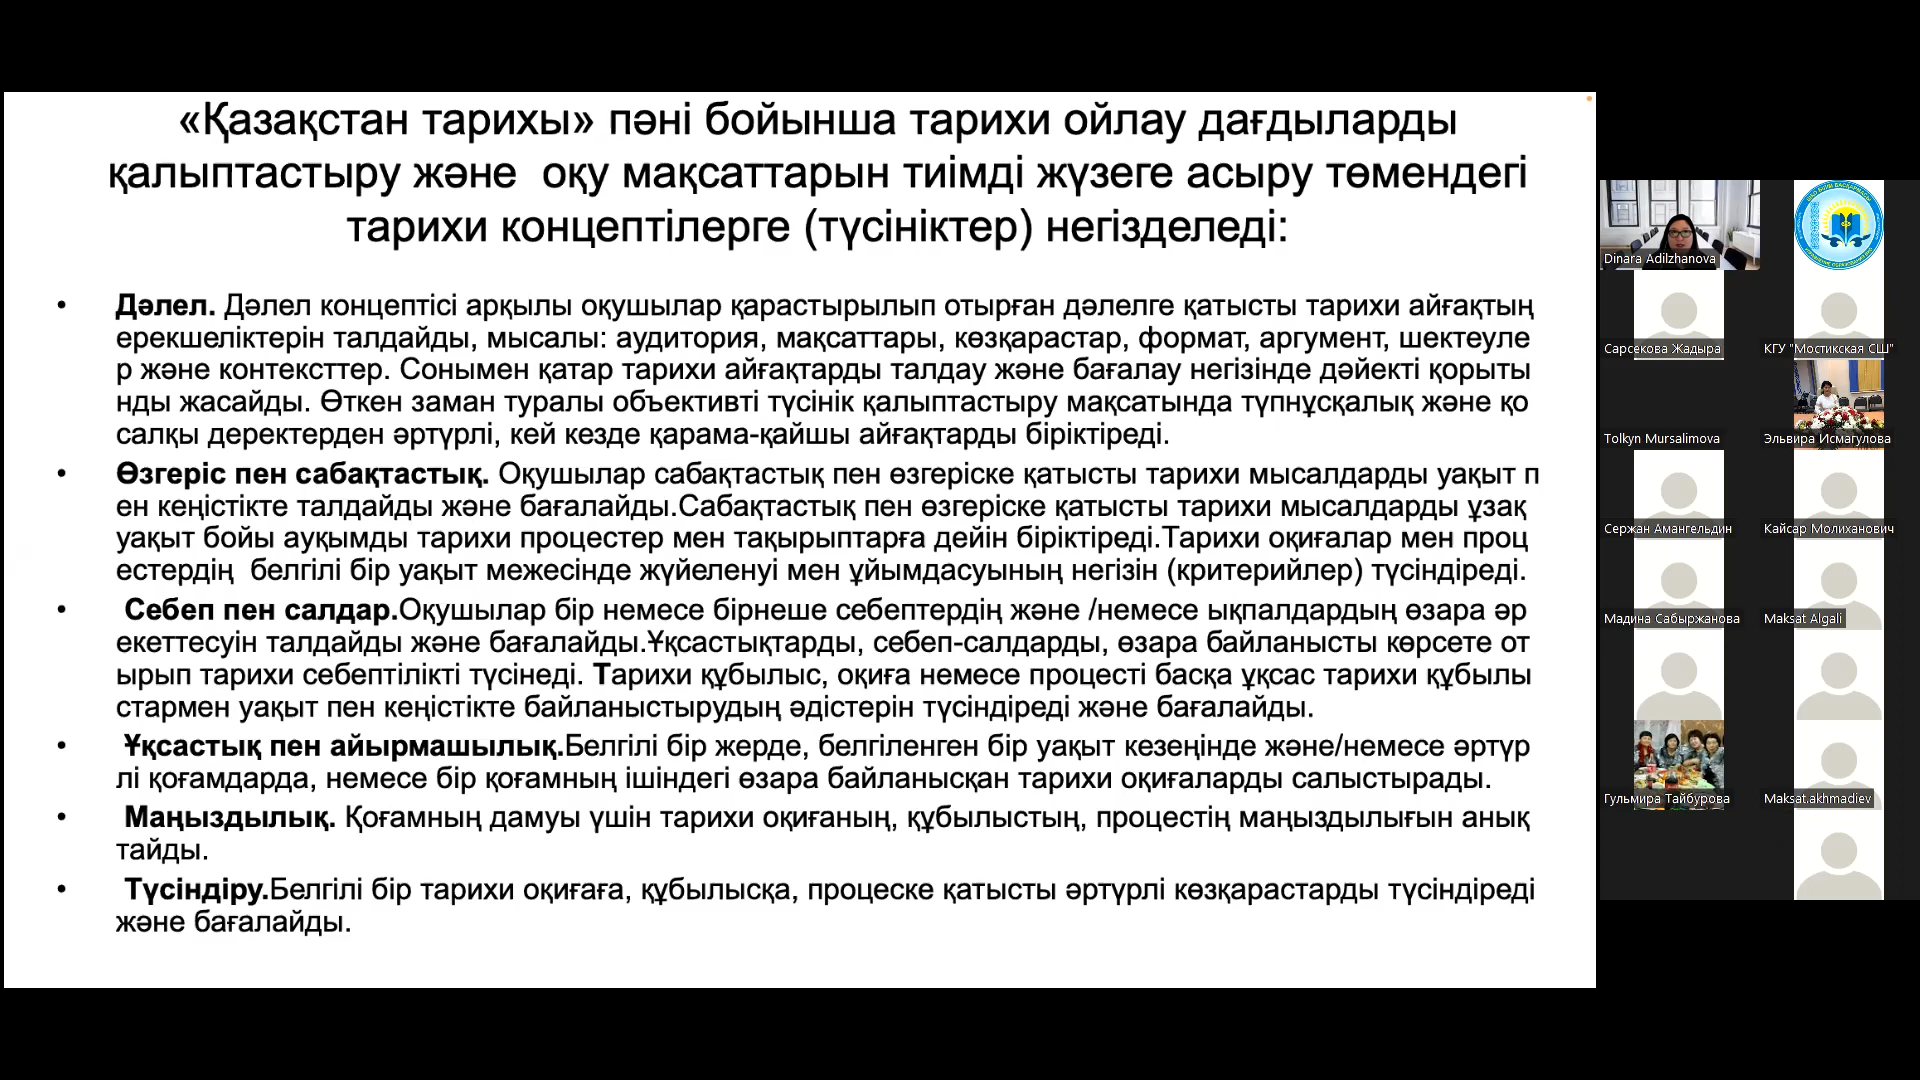 «Қазақстан тарихы» пәні бойынша тарихи ойлау дағдыларды
қалыптастыру және  оқу мақсаттарын тиімді жүзеге асыру төмендегі
тарихи концептілерге (түсініктер) негізделеді:
• Дәлел. Дәлел концептісі арқылы оқушылар қарастырылып отырған дәлелге қатысты тарихи айғақтың
ерекшеліктерін талдайды, мысалы: аудитория, мақсаттары, көзқарастар, формат, аргумент, шектеуле
р және контексттер. Сонымен қатар тарихи айғақтарды талдау және бағалау негізінде дәйекті қорыты
нды жасайды. Өткен заман туралы объективті түсінік қалыптастыру мақсатында түпнұсқалық және қо
салқы деректерден әртүрлі, кей кезде қарама-қайшы айғақтарды біріктіреді.
• Өзгеріс пен сабақтастық. Оқушылар сабақтастық пен өзгеріске қатысты тарихи мысалдарды уақыт п
ен кеңістікте талдайды және бағалайды.Сабақтастық пен өзгеріске қатысты тарихи мысалдарды ұзақ
уақыт бойы ауқымды тарихи процестер мен тақырыптарға дейін біріктіреді.Тарихи оқиғалар мен проц
естердің  белгілі бір уақыт межесінде жүйеленуі мен ұйымдасуының негізін (критерийлер) түсіндіреді.
• Себеп пен салдар.Оқушылар бір немесе бірнеше себептердің және /немесе ықпалдардың өзара әр
екеттесуін талдайды және бағалайды.Ұқсастықтарды, себеп-салдарды, өзара байланысты көрсете от
ырып тарихи себептілікті түсінеді. Тарихи құбылыс, оқиға немесе процесті басқа ұқсас тарихи құбылы
стармен уақыт пен кеңістікте байланыстырудың әдістерін түсіндіреді және бағалайды.
• Ұқсастық пен айырмашылық.Белгілі бір жерде, белгіленген бір уақыт кезеңінде және/немесе әртүр
лі қоғамдарда, немесе бір қоғамның ішіндегі өзара байланысқан тарихи оқиғаларды салыстырады.
• Маңыздылық. Қоғамның дамуы үшін тарихи оқиғаның, құбылыстың, процестің маңыздылығын анық
тайды.
• Түсіндіру.Белгілі бір тарихи оқиғаға, құбылысқа, процеске қатысты әртүрлі көзқарастарды түсіндіреді
және бағалайды.
Dinara Adilzhanova
Сарсекова Жадыра
КГУ "Мостикская СШ"
Tolkyn Mursalimova
Эльвира Исмагулова
Сержан Амангельдин
Кайсар Молиханович
Мадина Сабыржанова
Maksat Algali
Гульмира Тайбурова
Maksat.akhmadiev